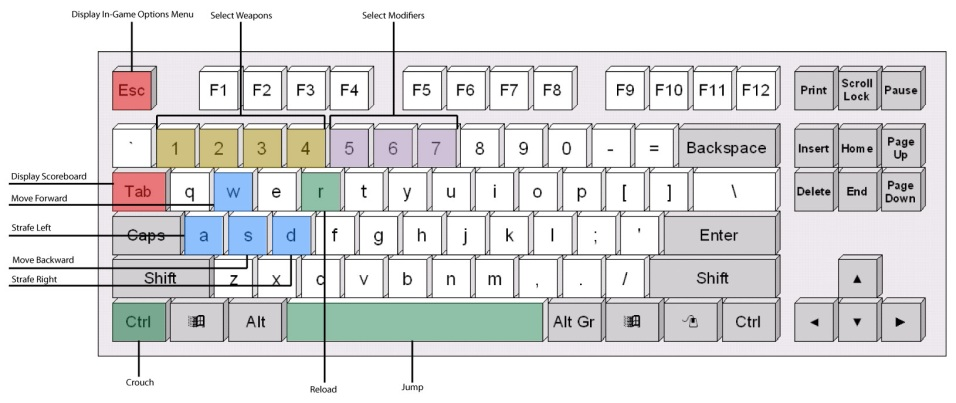 Display In-Game Options Menu Select Weapons Select Modifiers
Esc F1 F2 F3 F4 F5 F6 F7 F8 F9 F10 F11 F12 Print Scroll Lock Pause
` 1 2 3 4 5 6 7 8 9 0 - = Backspace Insert Home Page Up
Display Scoreboard
Tab q w e r t y u i o p [ ] \ Delete End Page Down
Move Forward
Strafe Left
Caps a s d f g h j k l ; ' Enter
Move Backward
Strafe Right
Shift z x c v b n m , . / Shift ▲
Ctrl Alt Alt Gr Ctrl ◄ ▼ ►
Crouch Reload Jump